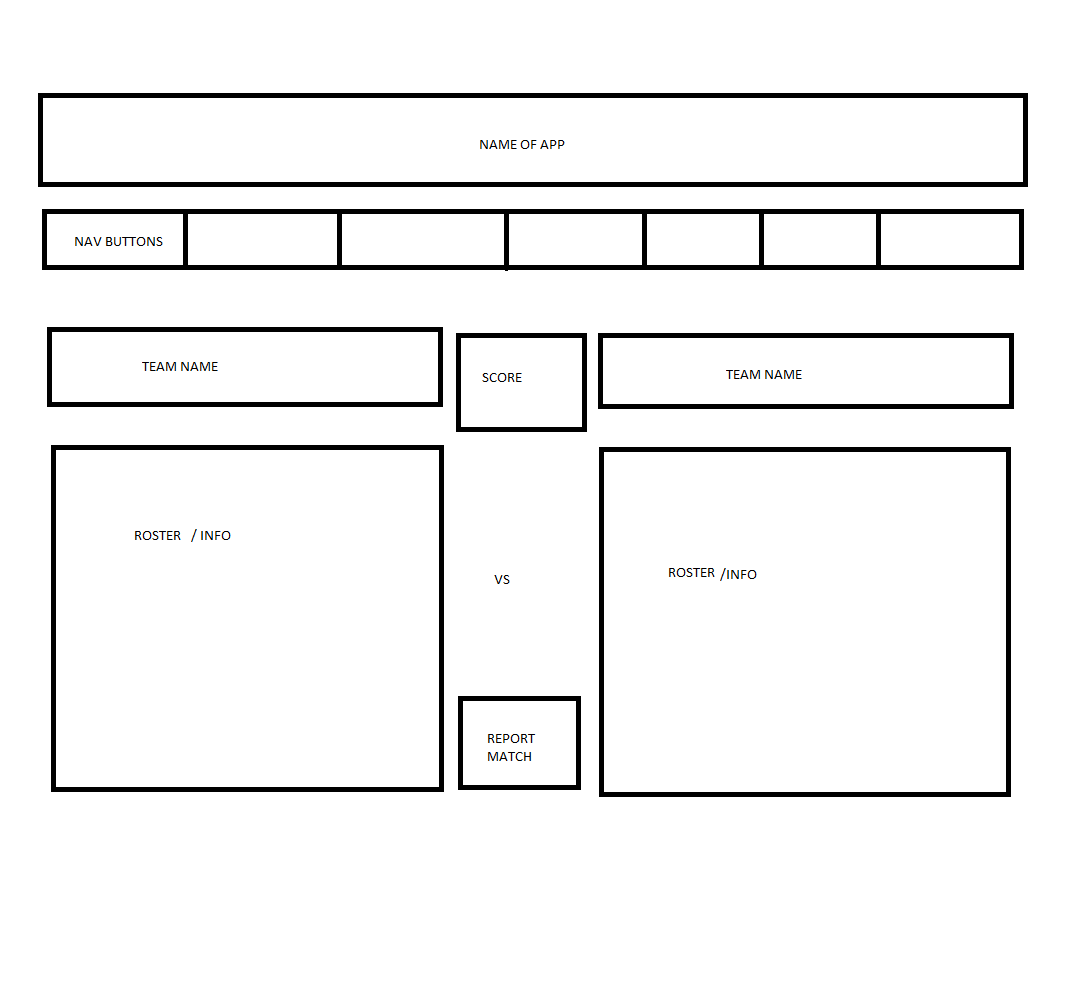 NAME OF APP
NAV BUTTONS
TEAM NAME
SCORE
TEAM NAME
ROSTER / INFO
VS
ROSTER /INFO
REPORT
MATCH